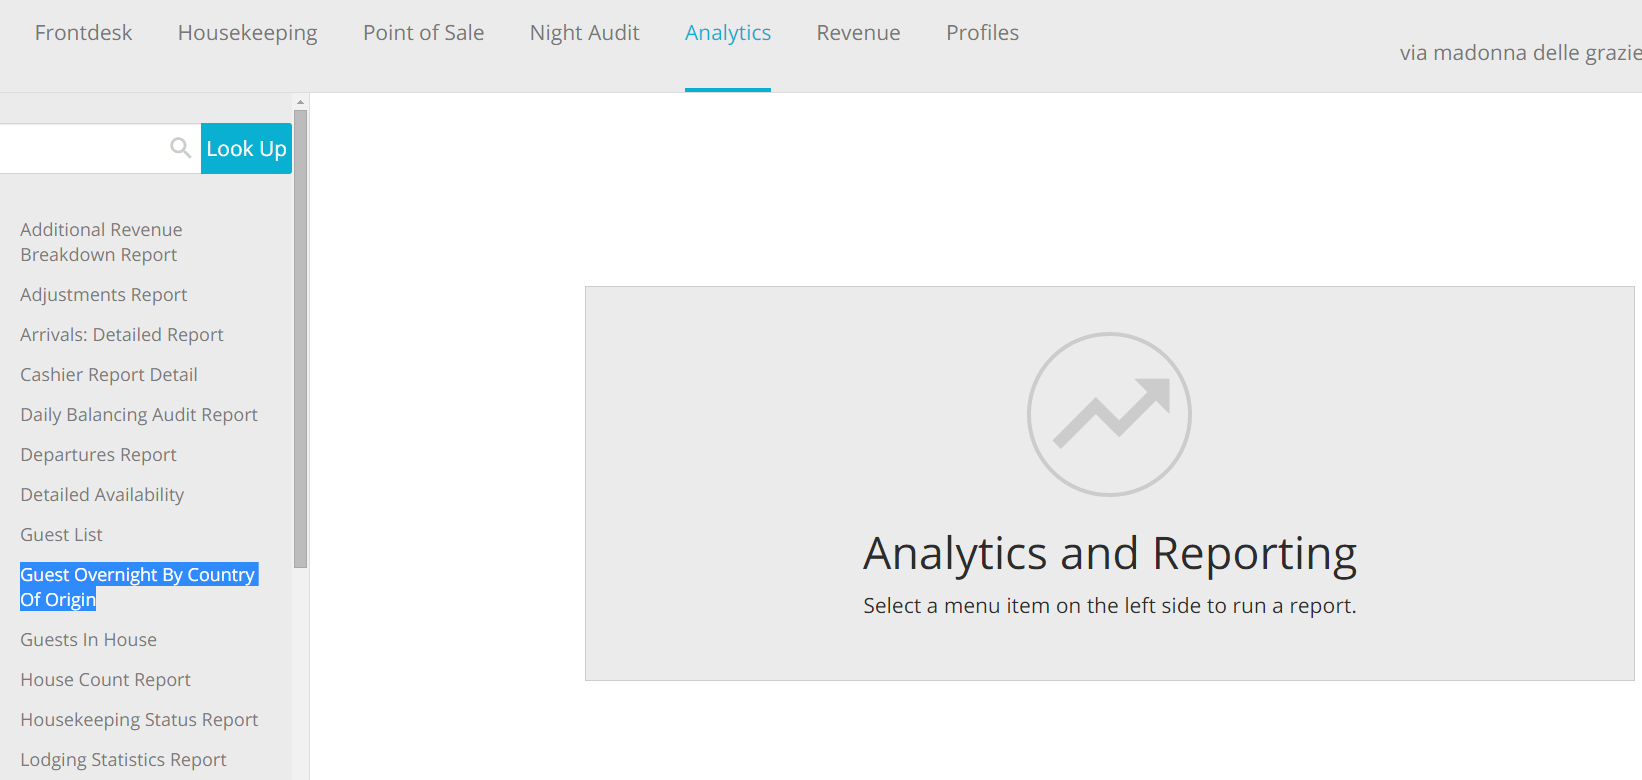 Frontdesk Housekeeping Point of Sale Night Audit Analytics Revenue Profiles
via madonna delle grazie
Look Up
Additional Revenue
Breakdown Report
Adjustments Report
Arrivals: Detailed Report
Cashier Report Detail
Daily Balancing Audit Report
Departures Report
Detailed Availability
Guest List
Guest Overnight By Country
Of Origin
Guests In House
House Count Report
Housekeeping Status Report
Lodging Statistics Report
Analytics and Reporting
Select a menu item on the left side to run a report.